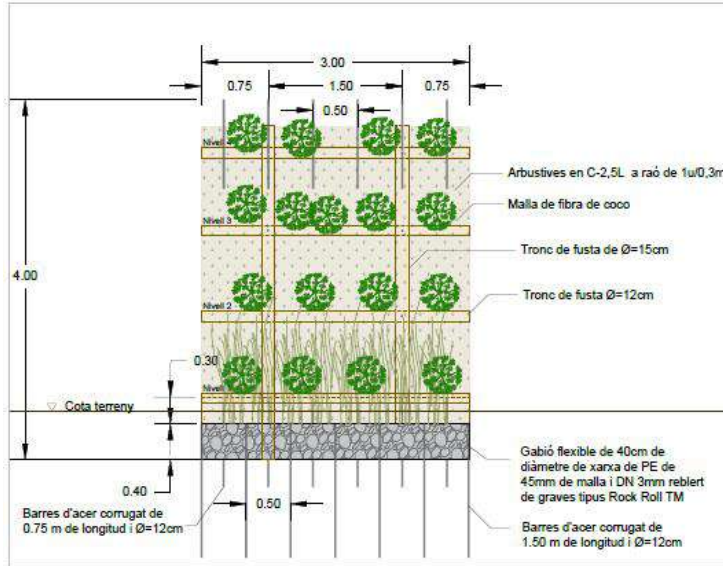 3.00
0.75
1.50
0.75
0.50
Nivell 4
Arbustives en C-2,5L a raó de 1u/0,3m
Malla de fibra de coco
Nivell 3
Tronc de fusta de Ø=15cm
4.00
Tronc de fusta Ø=12cm
Nivell 2
0.30
Nivell
Cota terreny
Gabió flexible de 40cm de
diàmetre de xarxa de PE de
45mm de malla i DN 3mm reblert
de graves tipus Rock Roll TM
0.40
0.50
Barres d'acer corrugat de
0.75 m de longitud i Ø=12cm
Barres d'acer corrugat de
1.50 m de longitud i Ø=12cm